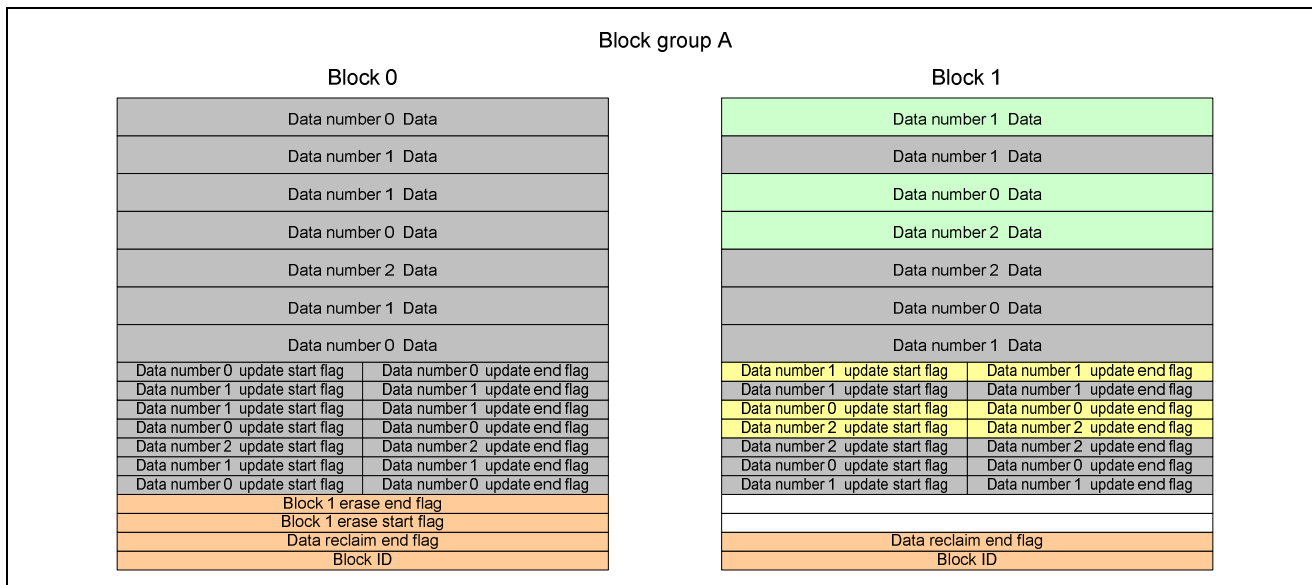 Block group A
Block 0
Data number 0 Data
Data number 1 Data
Data number 1 Data
Data number 0 Data
Data number 2 Data
Data number 1 Data
Data number 0 Data
Data number 0 update start flag Data number 0 update end flag
Data number 1 update start flag Data number 1 update end flag
Data number 1 update start flag Data number 1 update end flag
Data number 0 update start flag Data number 0 update end flag
Data number 2 update start flag Data number 2 update end flag
Data number 1 update start flag Data number 1 update end flag
Data number 0 update start flag Data number 0 update end flag
Block 1 erase end flag
Block 1 erase start flag
Data reclaim end flag
Block ID
Block 1
Data number 1 Data
Data number 1 Data
Data number 0 Data
Data number 2 Data
Data number 2 Data
Data number 0 Data
Data number 1 Data
Data number 1 update start flag Data number 1 update end flag
Data number 1 update start flag Data number 1 update end flag
Data number 0 update start flag Data number 0 update end flag
Data number 2 update start flag Data number 2 update end flag
Data number 2 update start flag Data number 2 update end flag
Data number 0 update start flag Data number 0 update end flag
Data number 1 update start flag Data number 1 update end flag
Data reclaim end flag
Block ID